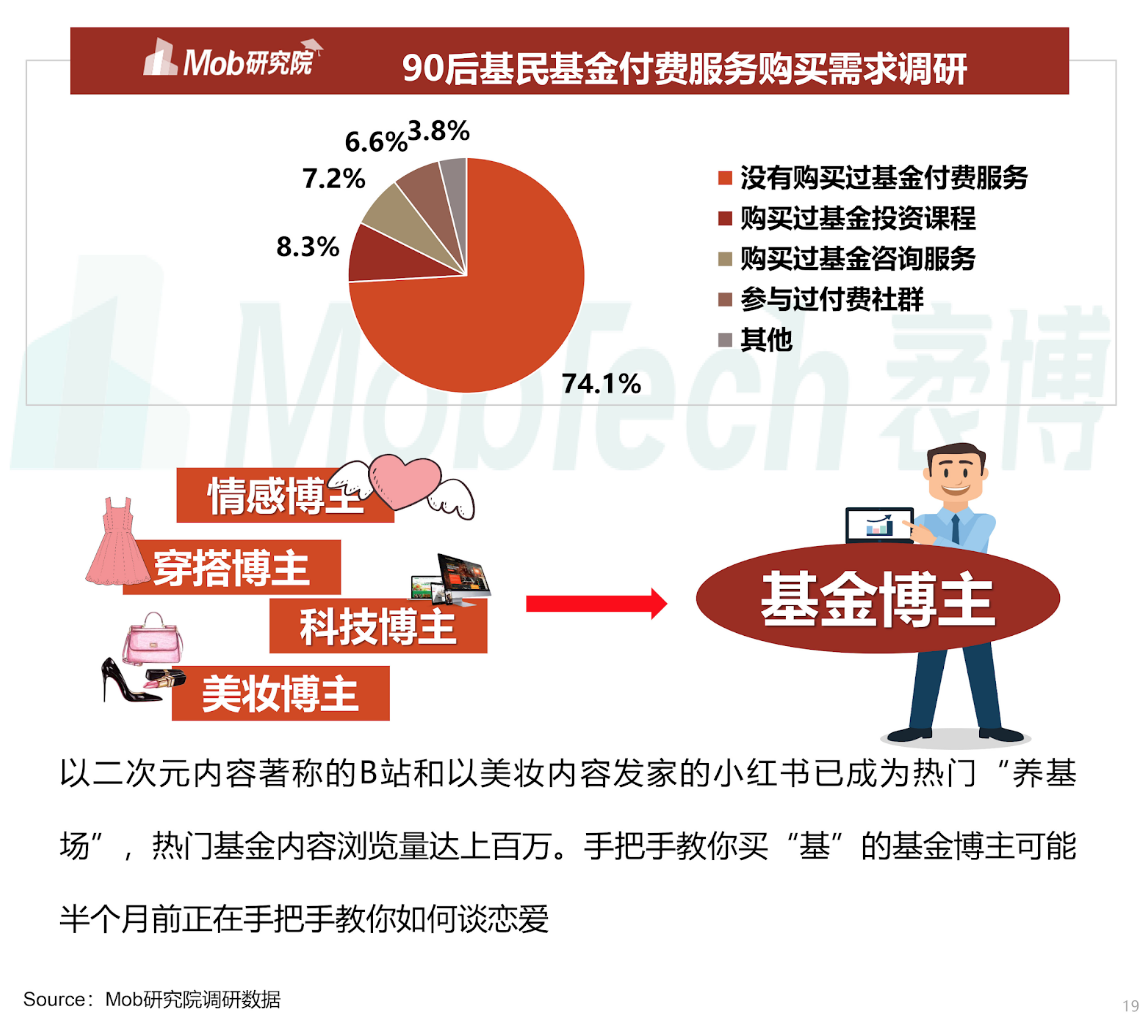 Mob研究院
90后基民基金付费服务购买需求调研
3.8%
6.6%
7.2%
8.3%
74.1%
没有购买过基金付费服务
购买过基金投资课程
购买过基金咨询服务
参与过付费社群
其他
MobTech 袤博
情感博主
穿搭博主
科技博主
美妆博主
基金博主
以二次元内容著称的B站和以美妆内容发家的小红书已成为热门“养基
场”，热门基金内容浏览量达上百万。手把手教你买“基”的基金博主可能
半个月前正在手把手教你如何谈恋爱
Source：Mob研究院调研数据
19